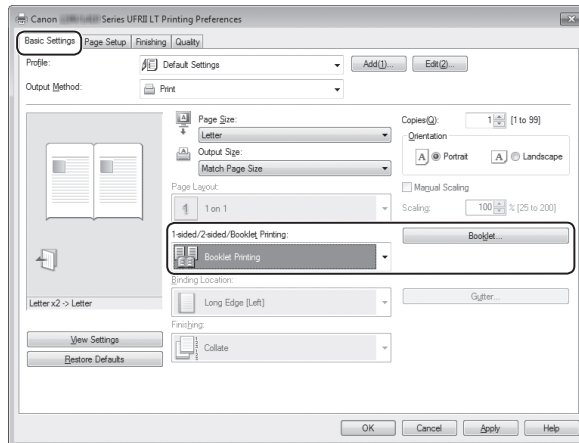 Canon Series UFRII LT Printing Preferences
Basic Settings Page Setup Finishing Quality
Profile: Default Settings Add(1)... Edit(2)...
Output Method: Print
Page Size:
Letter
Output Size:
Match Page Size
Copies(Q): 1 [1 to 99]
Orientation
A Portrait A Landscape
Page Layout:
1 on 1
Manual Scaling
Scaling: 100 % [25 to 200]
1-sided/2-sided/Booklet Printing:
Booklet Printing
Booklet...
Binding Location:
Long Edge [Left]
Gutter...
Letter x2 -> Letter
Finishing:
Collate
View Settings
Restore Defaults
OK Cancel Apply Help